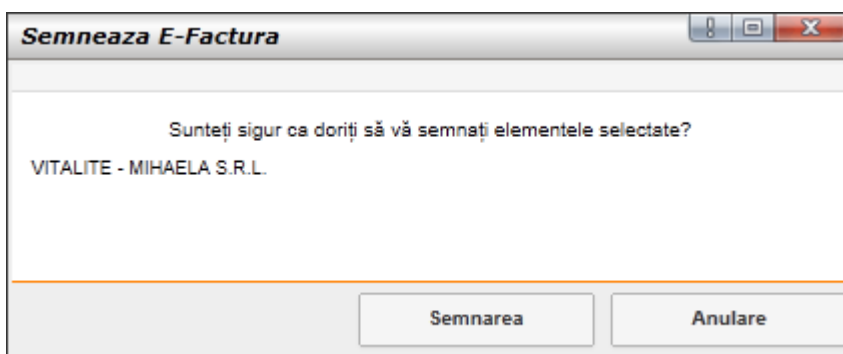 Semneaza E-Factura
Sunteți sigur ca doriți să vă semnați elementele selectate?
VITALITE - MIHAELA S.R.L.
Semnarea
Anulare